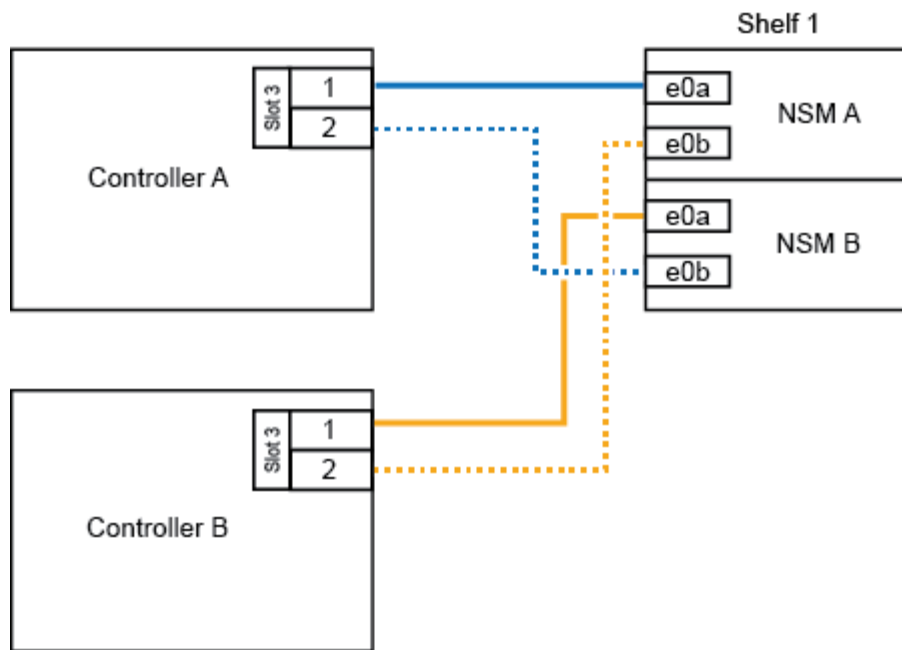 Shelf 1
Slot 3
1
2
Controller A
e0a
NSM A
e0b
e0a
NSM B
e0b
Slot 3
1
2
Controller B